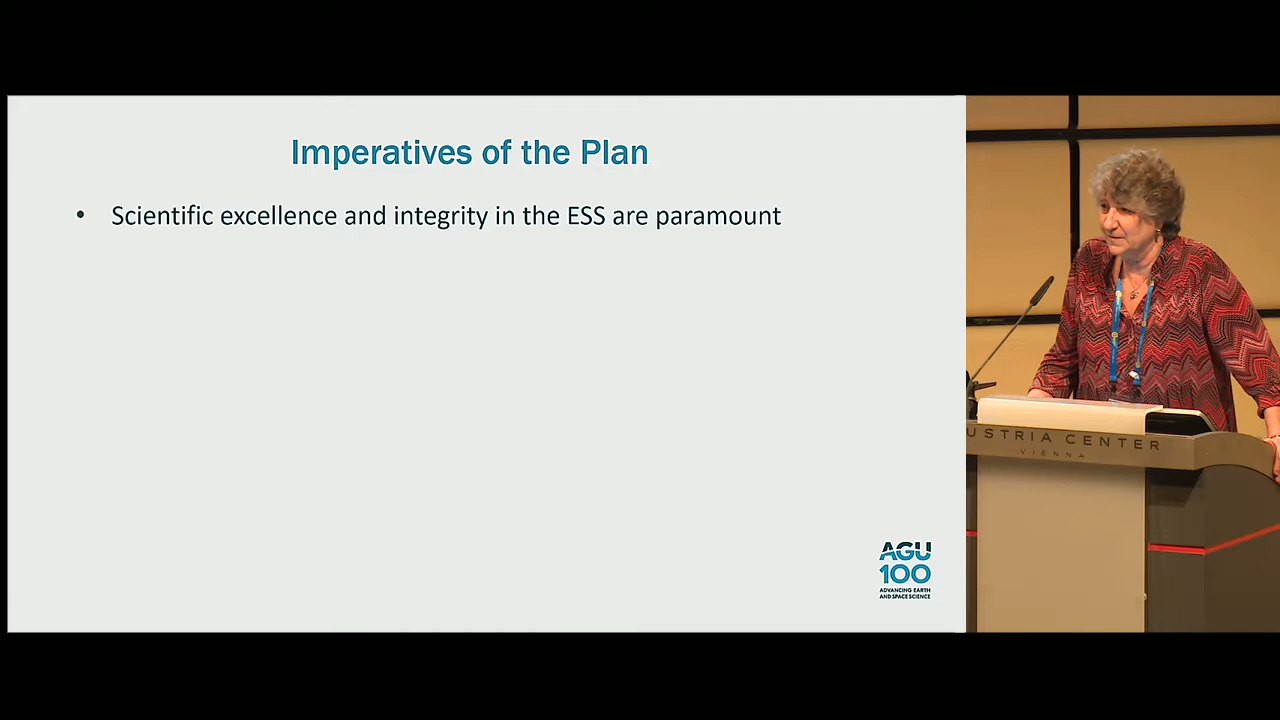 Imperatives of the Plan
• Scientific excellence and integrity in the ESS are paramount
AGU
100
ADVANCING EARTH
AND SPACE SCIENCE
USTRIA CENTER
VIENNA